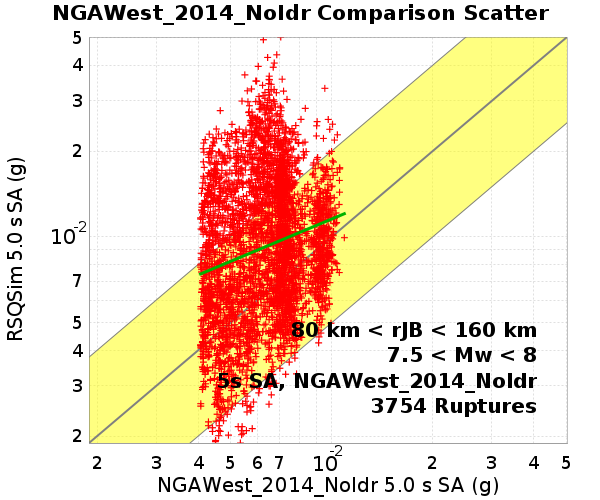 NGAWest_2014_NoIdr Comparison Scatter
RSQSim 5.0 s SA (g)
5
4
3
2
10^-2
7
5
4
3
2
80 km < rJB < 160 km
7.5 < Mw < 8
5s SA, NGAWest_2014_NoIdr
3754 Ruptures
2 3 4 5 6 7 10^-2 2 3 4 5
NGAWest_2014_NoIdr 5.0 s SA (g)